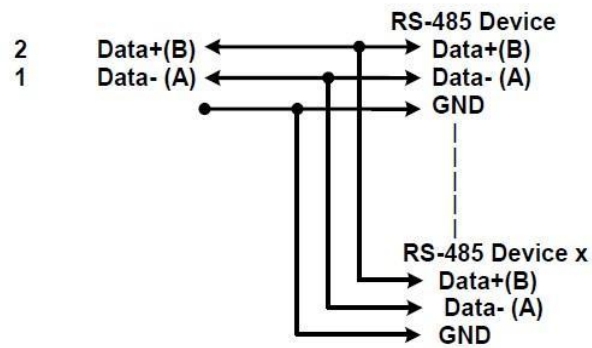 RS-485 Device
2 Data+(B) Data+(B)
1 Data- (A) Data- (A)
GND
RS-485 Device x
Data+(B)
Data- (A)
GND